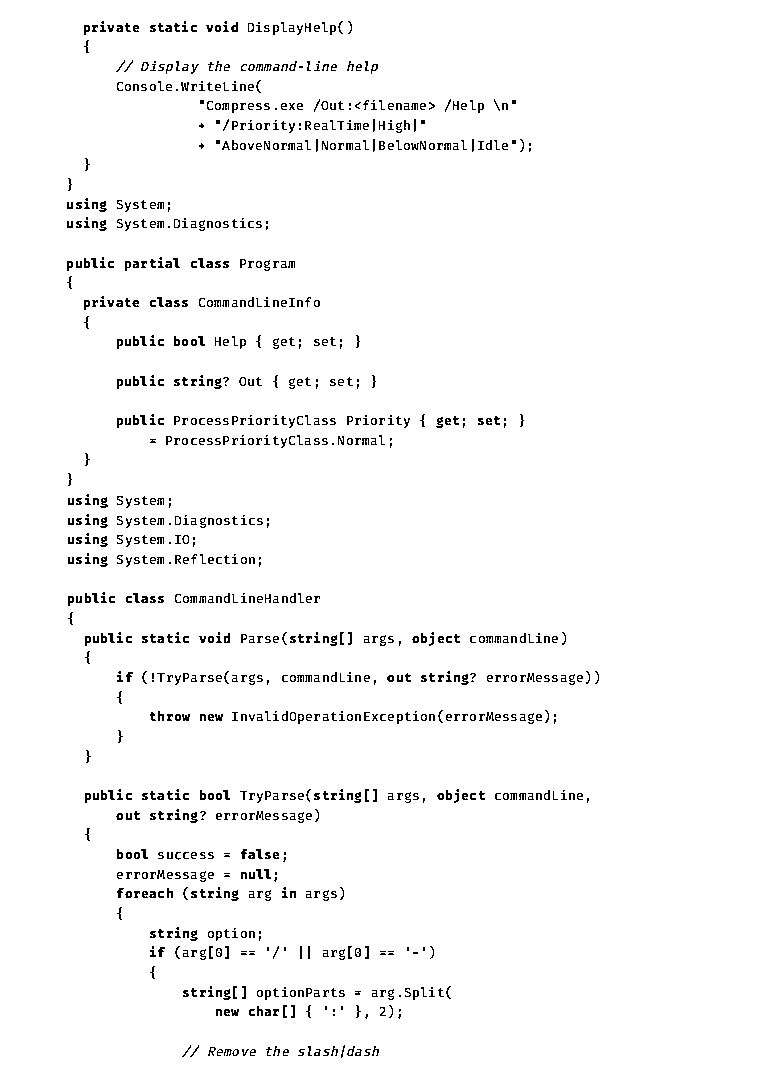 private static void DisplayHelp()
{
// Display the command-line help
Console.WriteLine(
"Compress.exe /Out:<filename> /Help \n"
+ "/Priority:RealTime|High|"
+ "AboveNormal|Normal|BelowNormal|Idle");
}
}
using System;
using System.Diagnostics;
public partial class Program
{
private class CommandLineInfo
{
public bool Help { get; set; }
public string? Out { get; set; }
public ProcessPriorityClass Priority { get; set; }
= ProcessPriorityClass.Normal;
}
}
using System;
using System.Diagnostics;
using System.IO;
using System.Reflection;
public class CommandLineHandler
{
public static void Parse(string[] args, object commandLine)
{
if (!TryParse(args, commandLine, out string? errorMessage))
{
throw new InvalidOperationException(errorMessage);
}
}
public static bool TryParse(string[] args, object commandLine,
out string? errorMessage)
{
bool success = false;
errorMessage = null;
foreach (string arg in args)
{
string option;
if (arg[0] == '/' || arg[0] == '-')
{
string[] optionParts = arg.Split(
new char[] { ':' }, 2);
// Remove the slash|dash